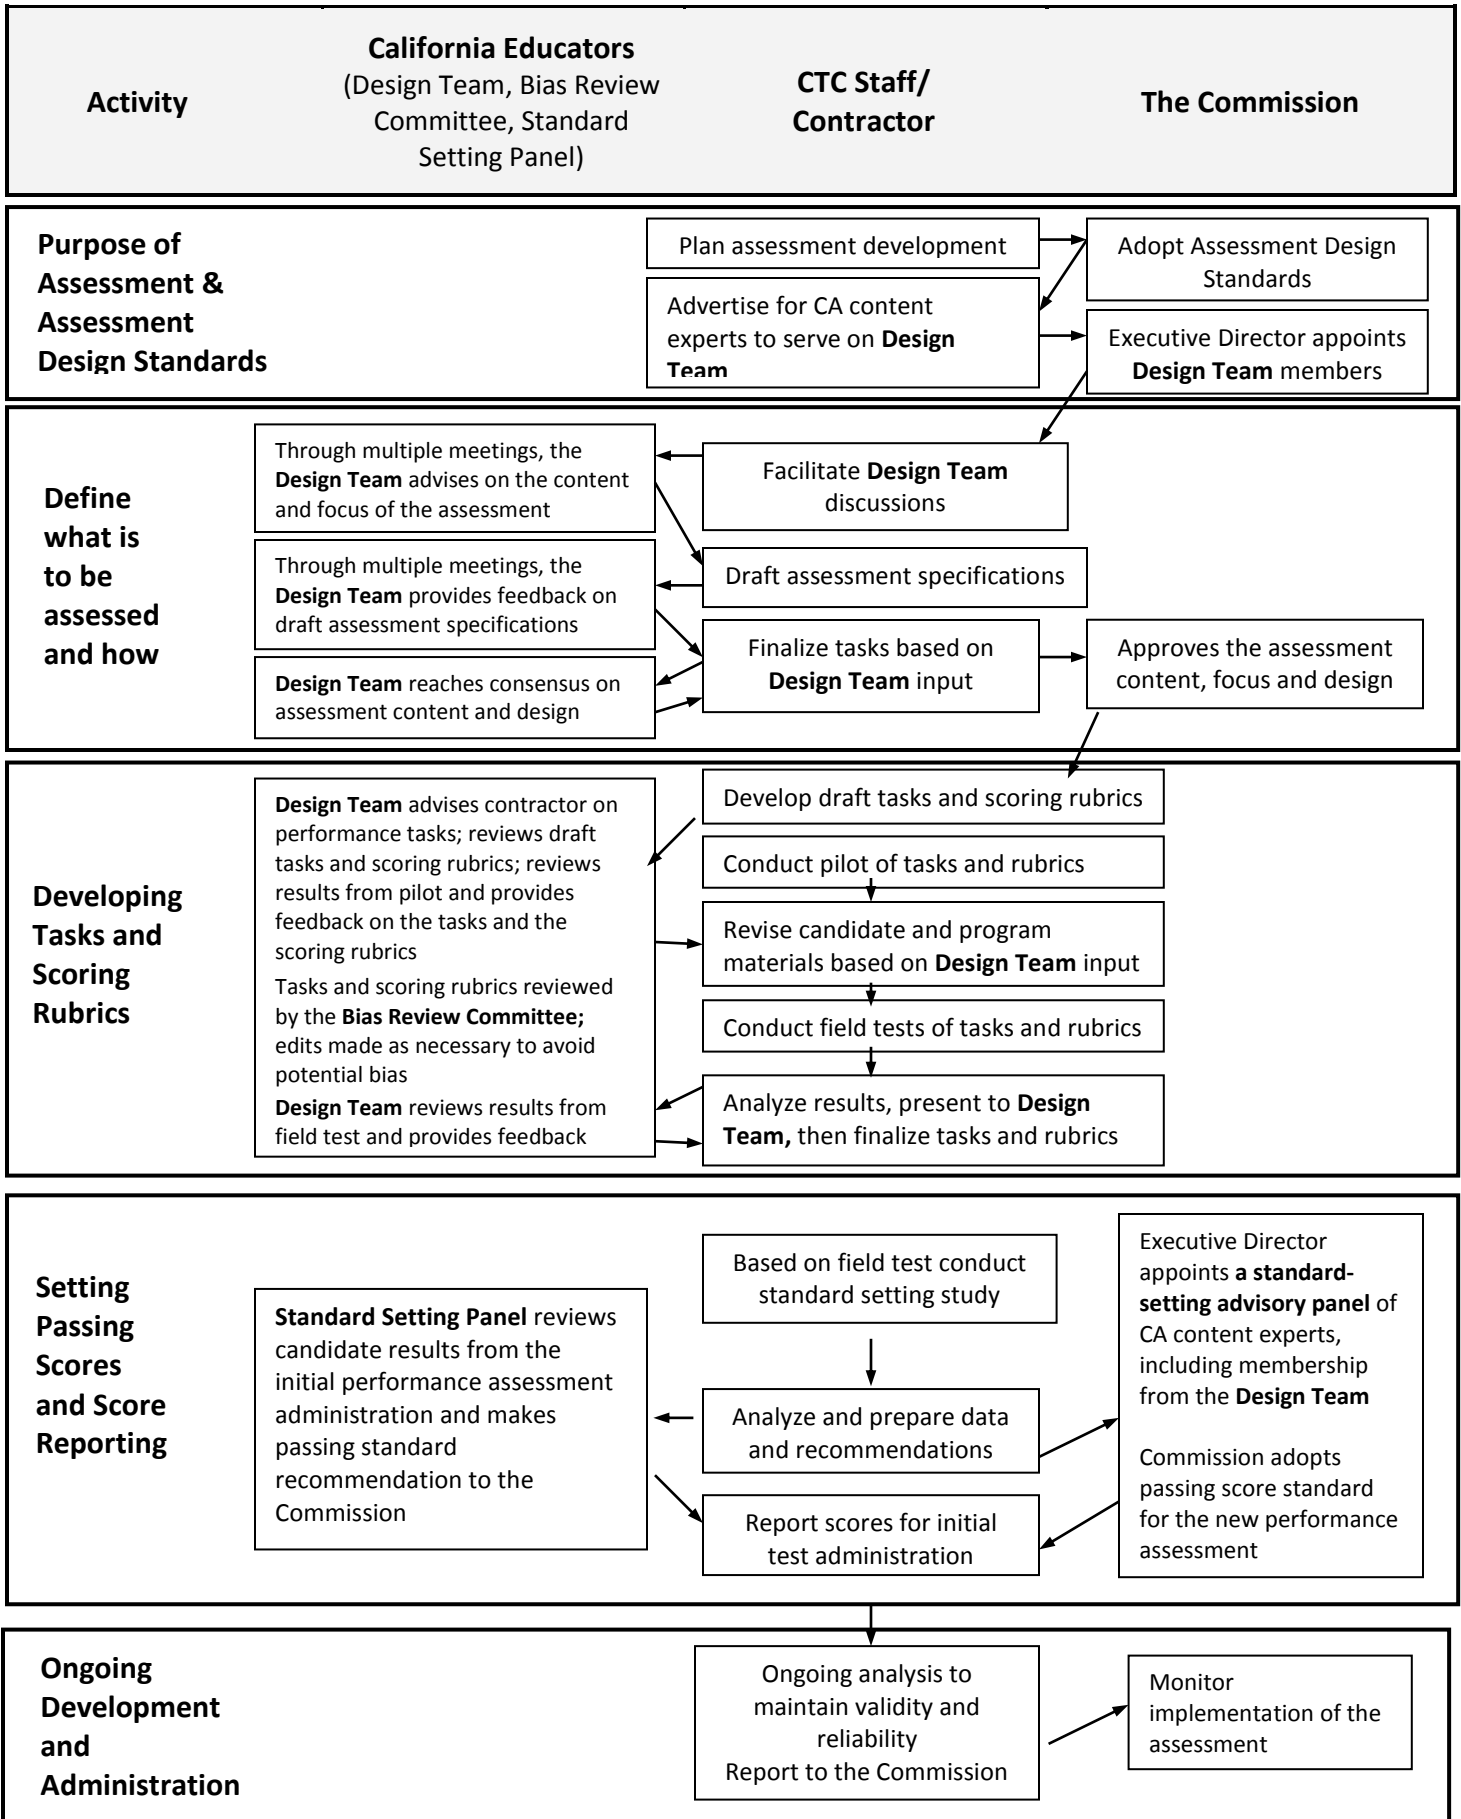 Activity
California Educators
(Design Team, Bias Review
Committee, Standard
Setting Panel)
CTC Staff/
Contractor
The Commission
Purpose of
Assessment &
Assessment
Design Standards
Plan assessment development
Adopt Assessment Design
Standards
Advertise for CA content
experts to serve on Design
Team
Executive Director appoints
Design Team members
Define
what is
to be
assessed
and how
Through multiple meetings, the
Design Team advises on the content
and focus of the assessment
Facilitate Design Team
discussions
Through multiple meetings, the
Design Team provides feedback on
draft assessment specifications
Draft assessment specifications
Design Team reaches consensus on
assessment content and design
Finalize tasks based on
Design Team input
Approves the assessment
content, focus and design
Developing
Tasks and
Scoring
Rubrics
Design Team advises contractor on
performance tasks; reviews draft
tasks and scoring rubrics; reviews
results from pilot and provides
feedback on the tasks and the
scoring rubrics
Tasks and scoring rubrics reviewed
by the Bias Review Committee;
edits made as necessary to avoid
potential bias
Design Team reviews results from
field test and provides feedback
Develop draft tasks and scoring rubrics
Conduct pilot of tasks and rubrics
Revise candidate and program
materials based on Design Team input
Conduct field tests of tasks and rubrics
Analyze results, present to Design
Team, then finalize tasks and rubrics
Setting
Passing
Scores
and Score
Reporting
Standard Setting Panel reviews
candidate results from the
initial performance assessment
administration and makes
passing standard
recommendation to the
Commission
Based on field test conduct
standard setting study
Analyze and prepare data
and recommendations
Report scores for initial
test administration
Executive Director
appoints a standard-
setting advisory panel of
CA content experts,
including membership
from the Design Team
Commission adopts
passing score standard
for the new performance
assessment
Ongoing
Development
and
Administration
Ongoing analysis to
maintain validity and
reliability
Report to the Commission
Monitor
implementation of the
assessment